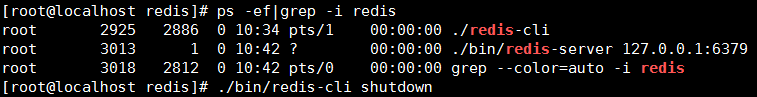 [root@localhost redis]# ps -ef|grep -i redis
root       2925   2886  0 10:34 pts/1    00:00:00 ./redis-cli
root       3013      1  0 10:42 ?        00:00:00 ./bin/redis-server 127.0.0.1:6379
root       3018   2812  0 10:42 pts/0    00:00:00 grep --color=auto -i redis
[root@localhost redis]# ./bin/redis-cli shutdown